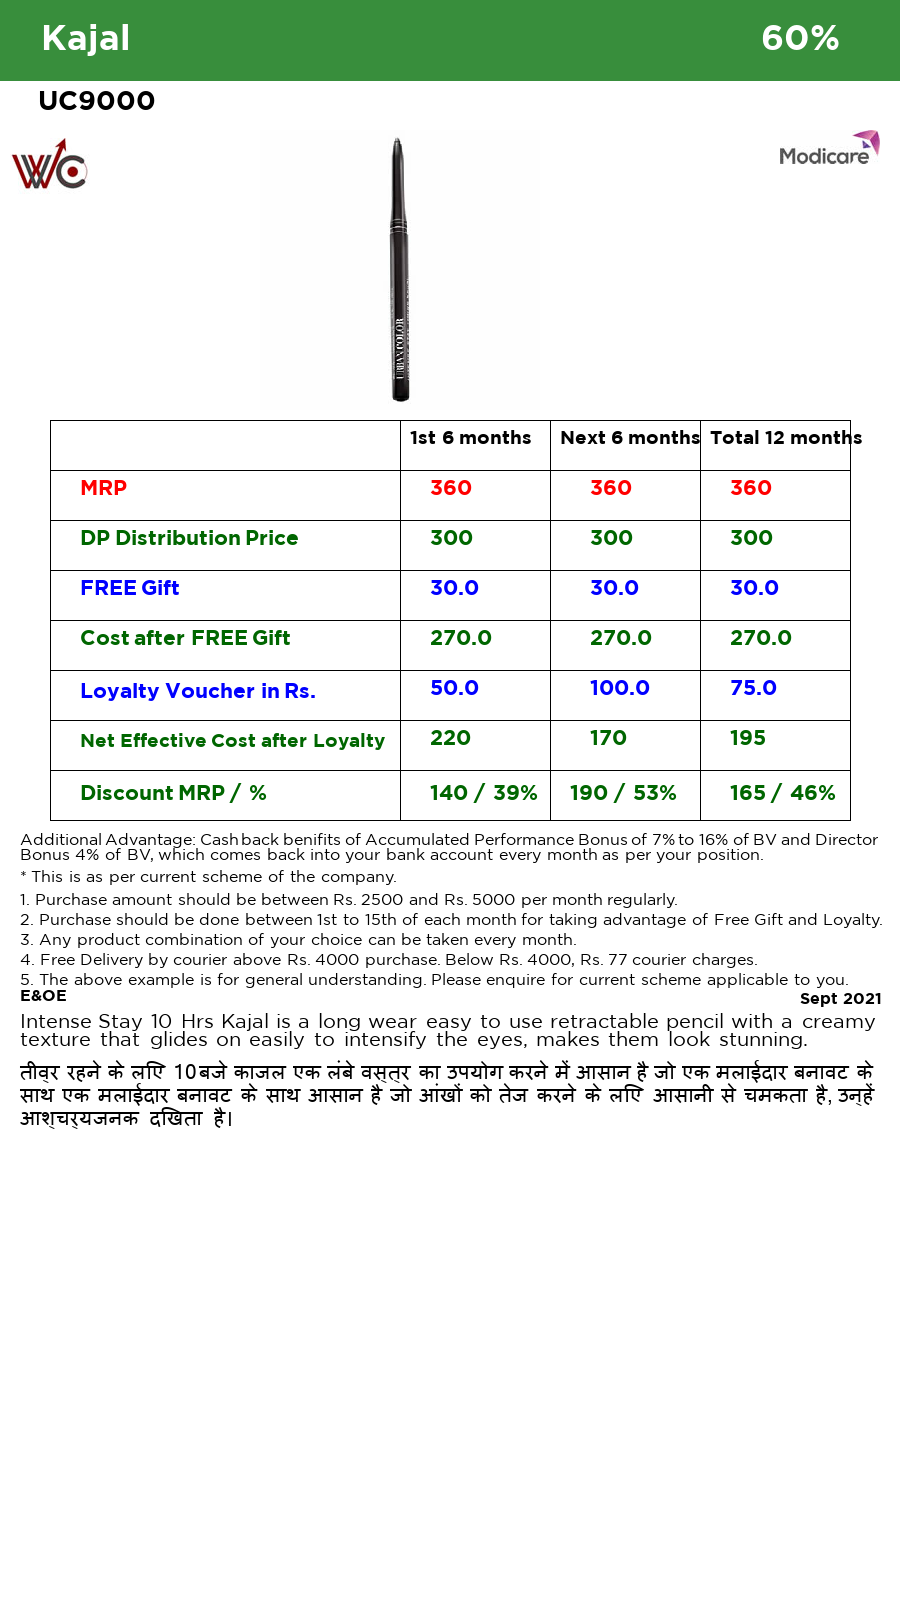 Kajal 60%
UC9000
WC
Modicare
URBAN COLOR
1st 6 months Next 6 months Total 12 months
MRP 360 360 360
DP Distribution Price 300 300 300
FREE Gift 30.0 30.0 30.0
Cost after FREE Gift 270.0 270.0 270.0
Loyalty Voucher in Rs. 50.0 100.0 75.0
Net Effective Cost after Loyalty 220 170 195
Discount MRP / % 140 / 39% 190 / 53% 165 / 46%
Additional Advantage: Cashback benifits of Accumulated Performance Bonus of 7% to 16% of BV and Director
Bonus 4% of BV, which comes back into your bank account every month as per your position.
* This is as per current scheme of the company.
1. Purchase amount should be between Rs. 2500 and Rs. 5000 per month regularly.
2. Purchase should be done between 1st to 15th of each month for taking advantage of Free Gift and Loyalty.
3. Any product combination of your choice can be taken every month.
4. Free Delivery by courier above Rs. 4000 purchase. Below Rs. 4000, Rs. 77 courier charges.
5. The above example is for general understanding. Please enquire for current scheme applicable to you.
E&OE Sept 2021
Intense Stay 10 Hrs Kajal is a long wear easy to use retractable pencil with a creamy
texture that glides on easily to intensify the eyes, makes them look stunning.
तीव्र रहने के लिए 10 बजे काजल एक लंबे वस्त्र का उपयोग करने में आसान है जो एक मलाईदार बनावट के
साथ एक मलाईदार बनावट के साथ आसान है जो आंखों को तेज करने के लिए आसानी से चमकता है, उन्हें
आश्चर्यजनक दिखता है।